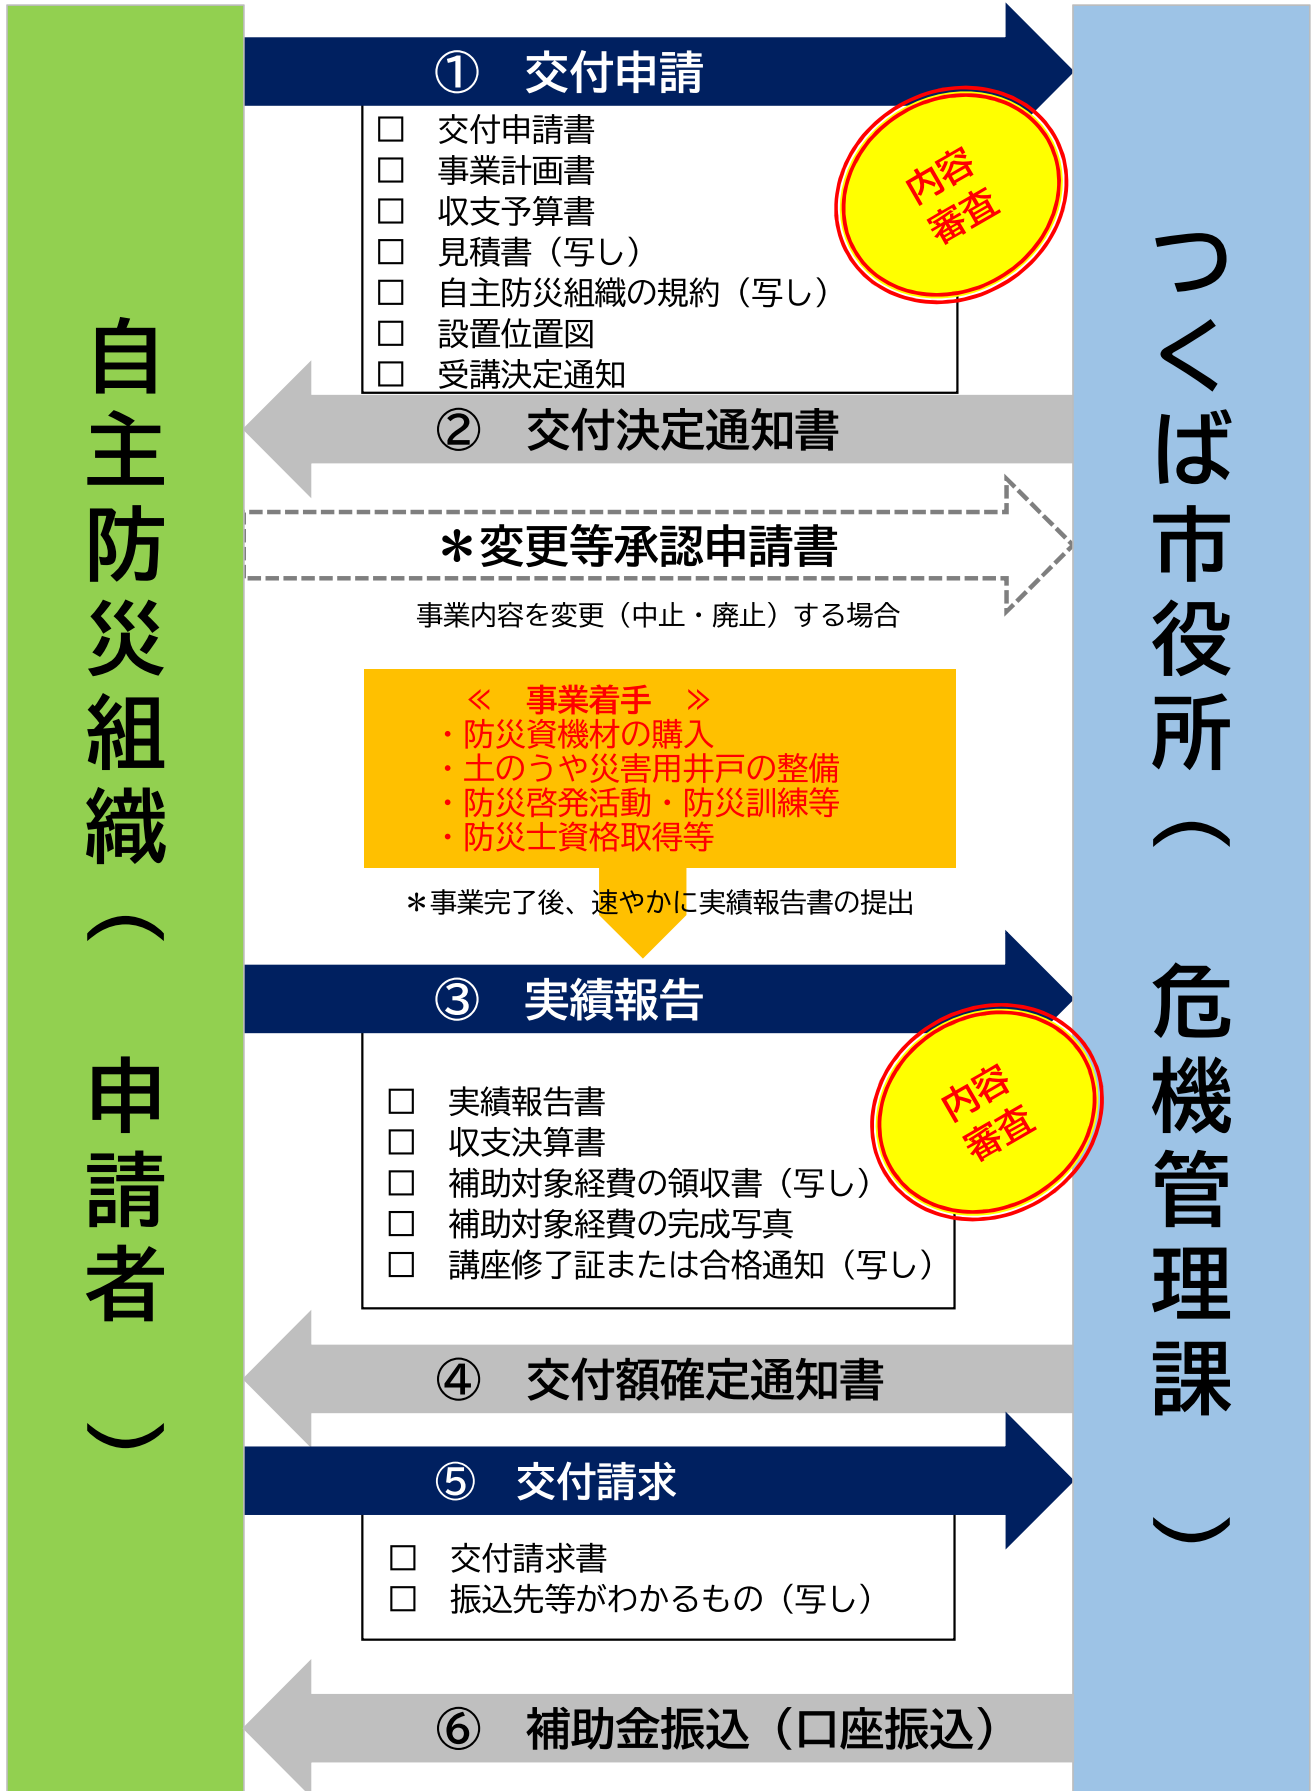 自主防災組織（　申請者　）
① 交付申請
□ 交付申請書
□ 事業計画書
□ 収支予算書
□ 見積書（写し）
□ 自主防災組織の規約（写し）
□ 設置位置図
□ 受講決定通知
内容
審査
② 交付決定通知書
＊変更等承認申請書
事業内容を変更（中止・廃止）する場合
≪ 事業着手 ≫
・防災資機材の購入
・土のうや災害用井戸の整備
・防災啓発活動・防災訓練等
・防災士資格取得等
＊事業完了後、速やかに実績報告書の提出
③ 実績報告
□ 実績報告書
□ 収支決算書
□ 補助対象経費の領収書（写し）
□ 補助対象経費の完成写真
□ 講座修了証または合格通知（写し）
内容
審査
④ 交付額確定通知書
⑤ 交付請求
□ 交付請求書
□ 振込先等がわかるもの（写し）
⑥ 補助金振込（口座振込）
つくば市役所（　危機管理課　）